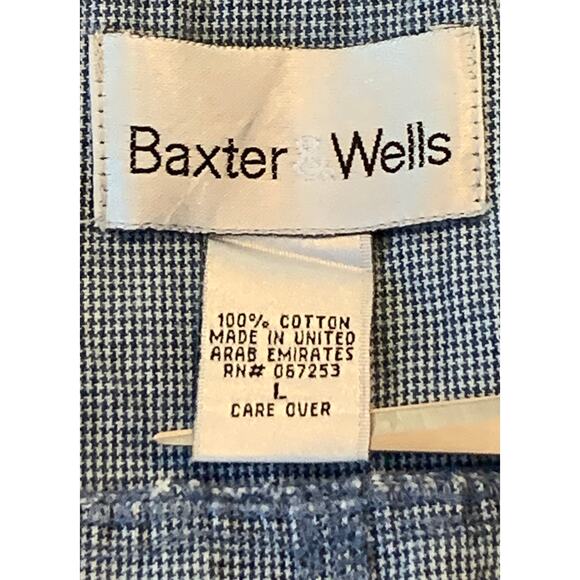 Baxter & Wells
100% COTTON
MADE IN UNITED
ARAB EMIRATES
RN# 067253
L
CARE OVER